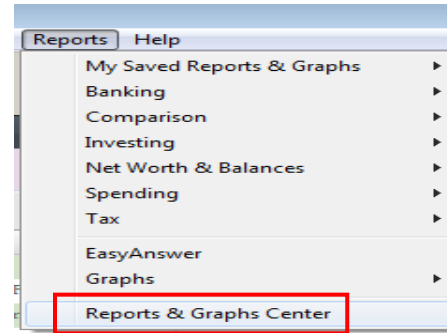 Reports Help
My Saved Reports & Graphs
Banking
Comparison
Investing
Net Worth & Balances
Spending
Tax
EasyAnswer
Graphs
Reports & Graphs Center